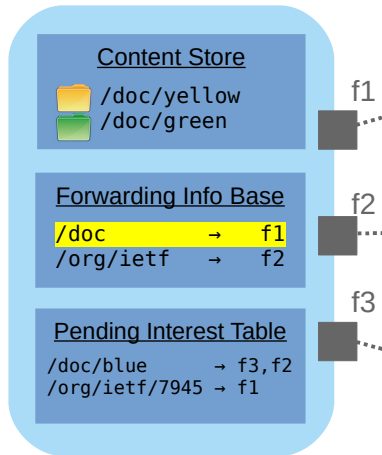 Content Store
/doc/yellow
/doc/green
f1
Forwarding Info Base
/doc → f1
/org/ietf → f2
f2
Pending Interest Table
/doc/blue → f3,f2
/org/ietf/7945 → f1
f3